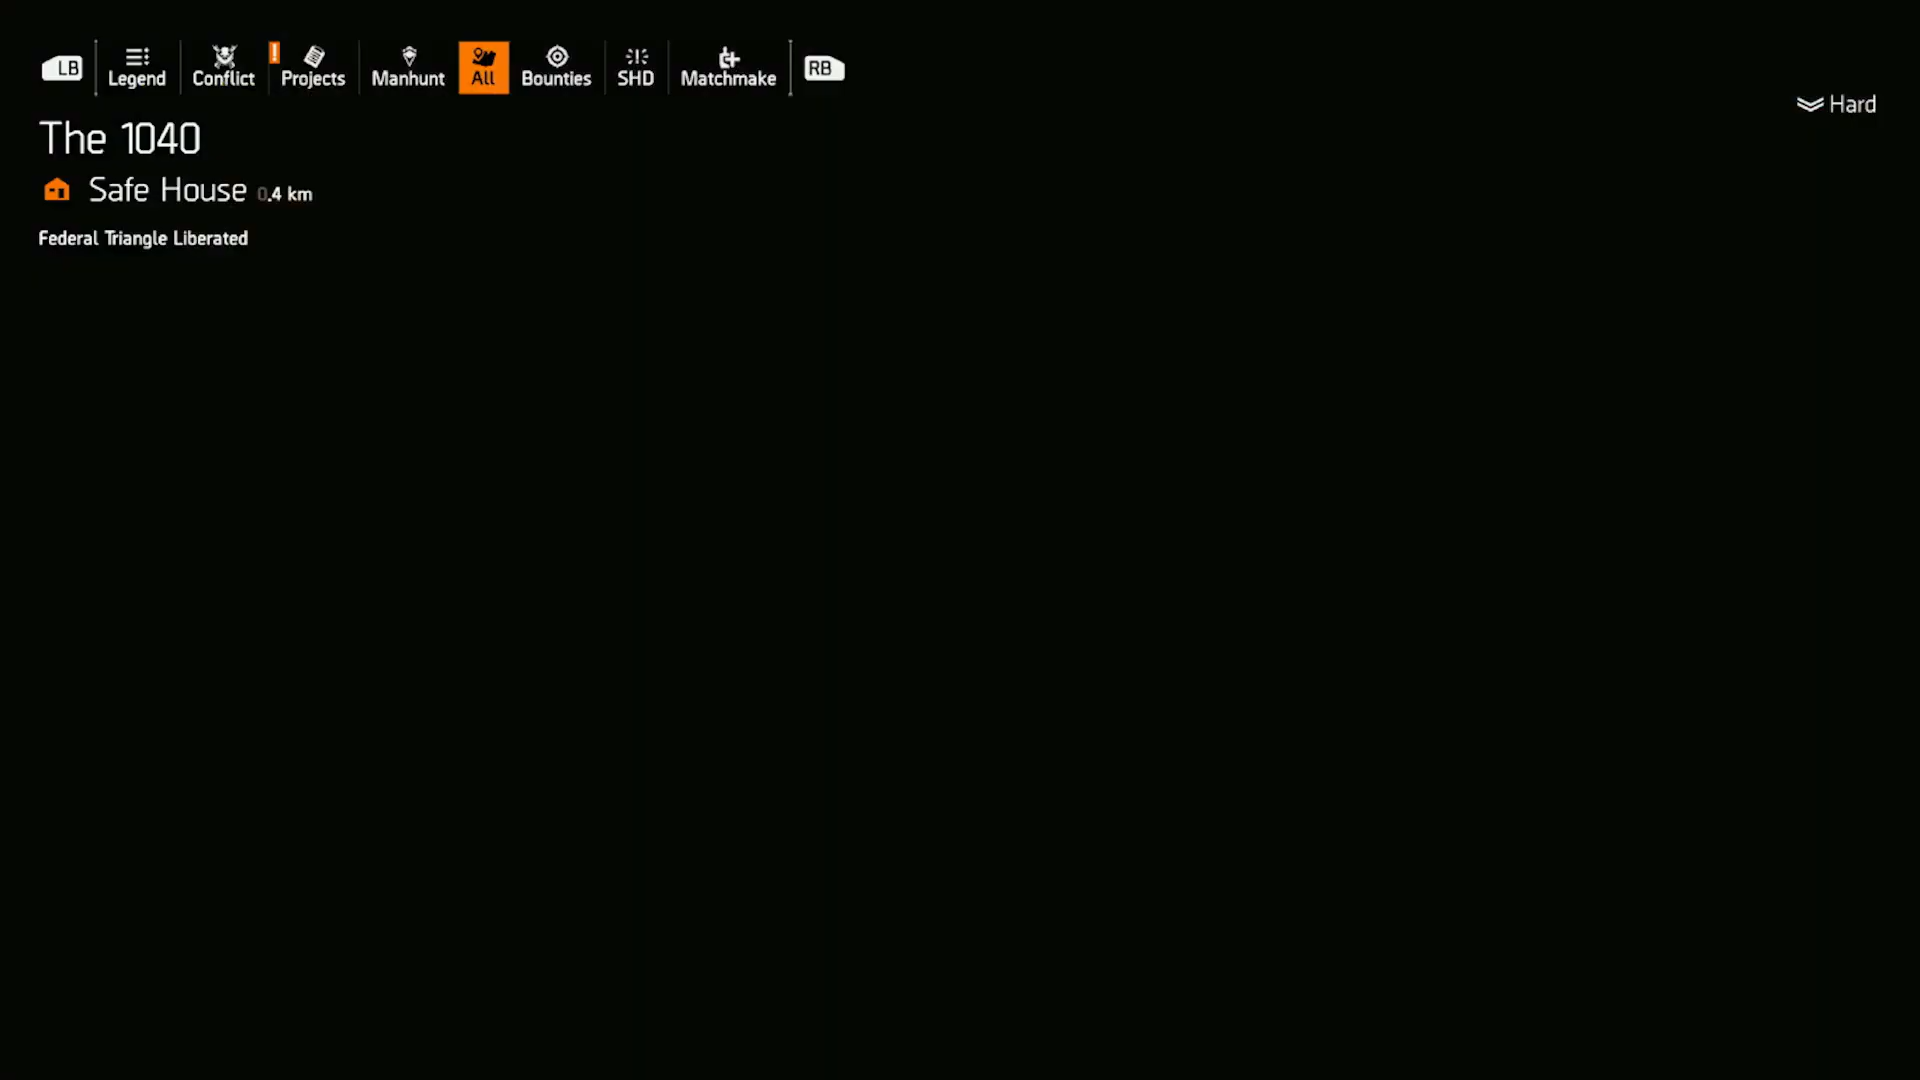 LB Legend Conflict ! Projects Manhunt All Bounties SHD Matchmake RB
Hard
The 1040
Safe House 0.4 km
Federal Triangle Liberated